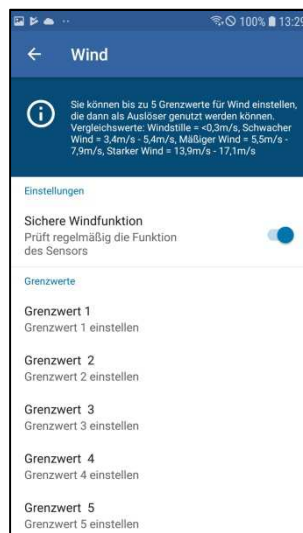 100% 13:29
Wind
Sie können bis zu 5 Grenzwerte für Wind einstellen,
die dann als Auslöser genutzt werden können.
Vergleichswerte: Windstille = <0,3m/s, Schwacher
Wind = 3,4m/s - 5,4m/s, Mäßiger Wind = 5,5m/s -
7,9m/s, Starker Wind = 13,9m/s - 17,1m/s
Einstellungen
Sichere Windfunktion
Prüft regelmäßig die Funktion
des Sensors
Grenzwerte
Grenzwert 1
Grenzwert 1 einstellen
Grenzwert 2
Grenzwert 2 einstellen
Grenzwert 3
Grenzwert 3 einstellen
Grenzwert 4
Grenzwert 4 einstellen
Grenzwert 5
Grenzwert 5 einstellen